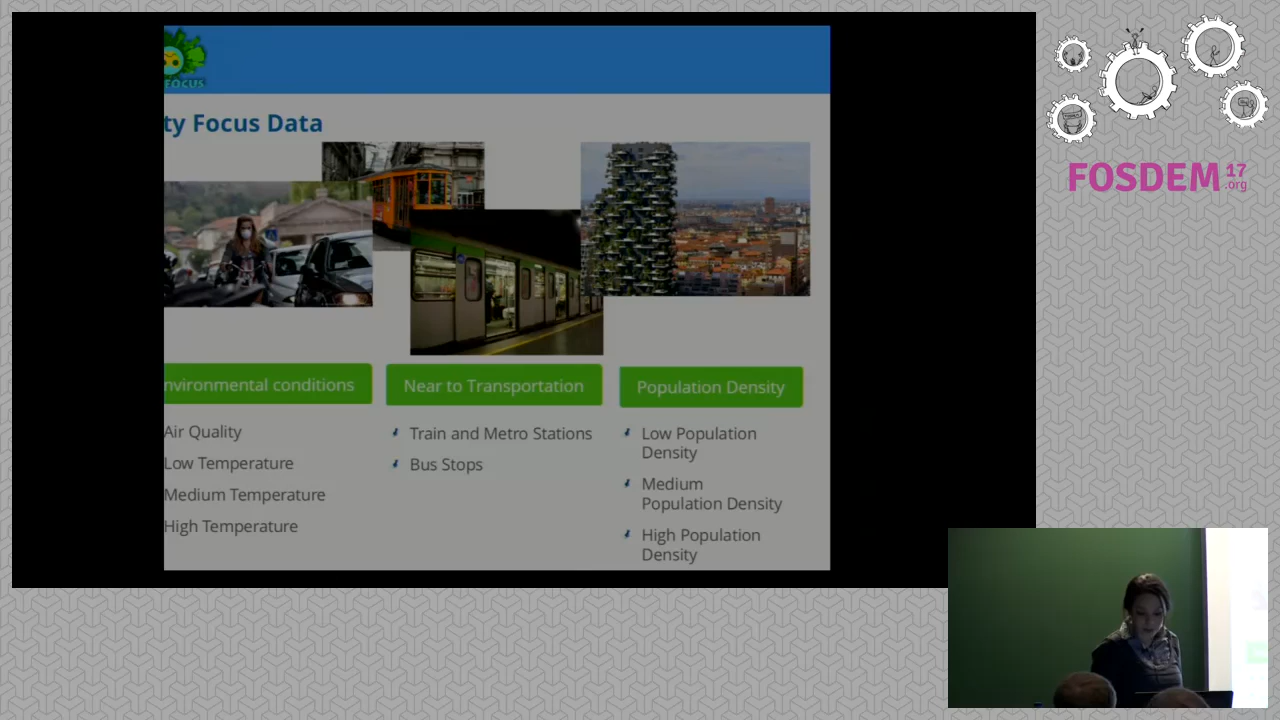 FOCUS
ty Focus Data
nvironmental conditions
Air Quality
Low Temperature
Medium Temperature
High Temperature
Near to Transportation
Train and Metro Stations
Bus Stops
Population Density
Low Population
Density
Medium
Population Density
High Population
Density
FOSDEM 17
.org